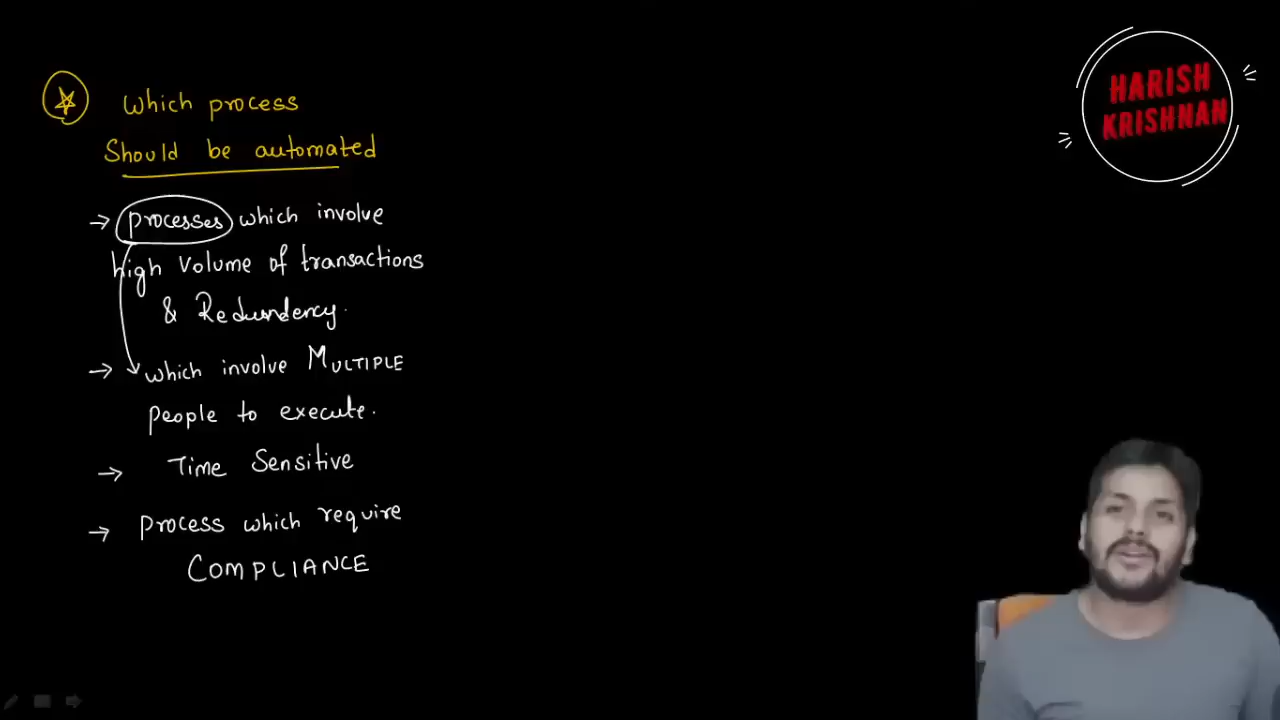 Which process
Should be automated
→ processes which involve
high Volume of transactions
& Redundency.
→ which involve MULTIPLE
people to execute.
→ Time Sensitive
→ Process which require
COMPLIANCE
HARISH
KRISHNAN